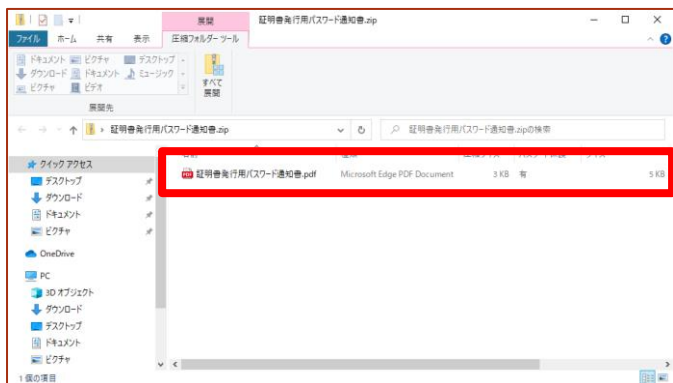 展開
証明書発行用パスワード通知書.zip
ファイル
ホーム
共有
表示
圧縮フォルダー ツール
ドキュメント
ピクチャ
デスクトップ
ダウンロード
ドキュメント
ミュージック
ピクチャ
ビデオ
すべて
展開
展開先
証明書発行用パスワード通知書.zip
証明書発行用パスワード通知書.zipの検索
クイック アクセス
デスクトップ
ダウンロード
ドキュメント
ピクチャ
OneDrive
PC
3D オブジェクト
ダウンロード
デスクトップ
ドキュメント
ピクチャ
証明書発行用パスワード通知書.pdf
Microsoft Edge PDF Document
3 KB
有
5 KB
1 個の項目